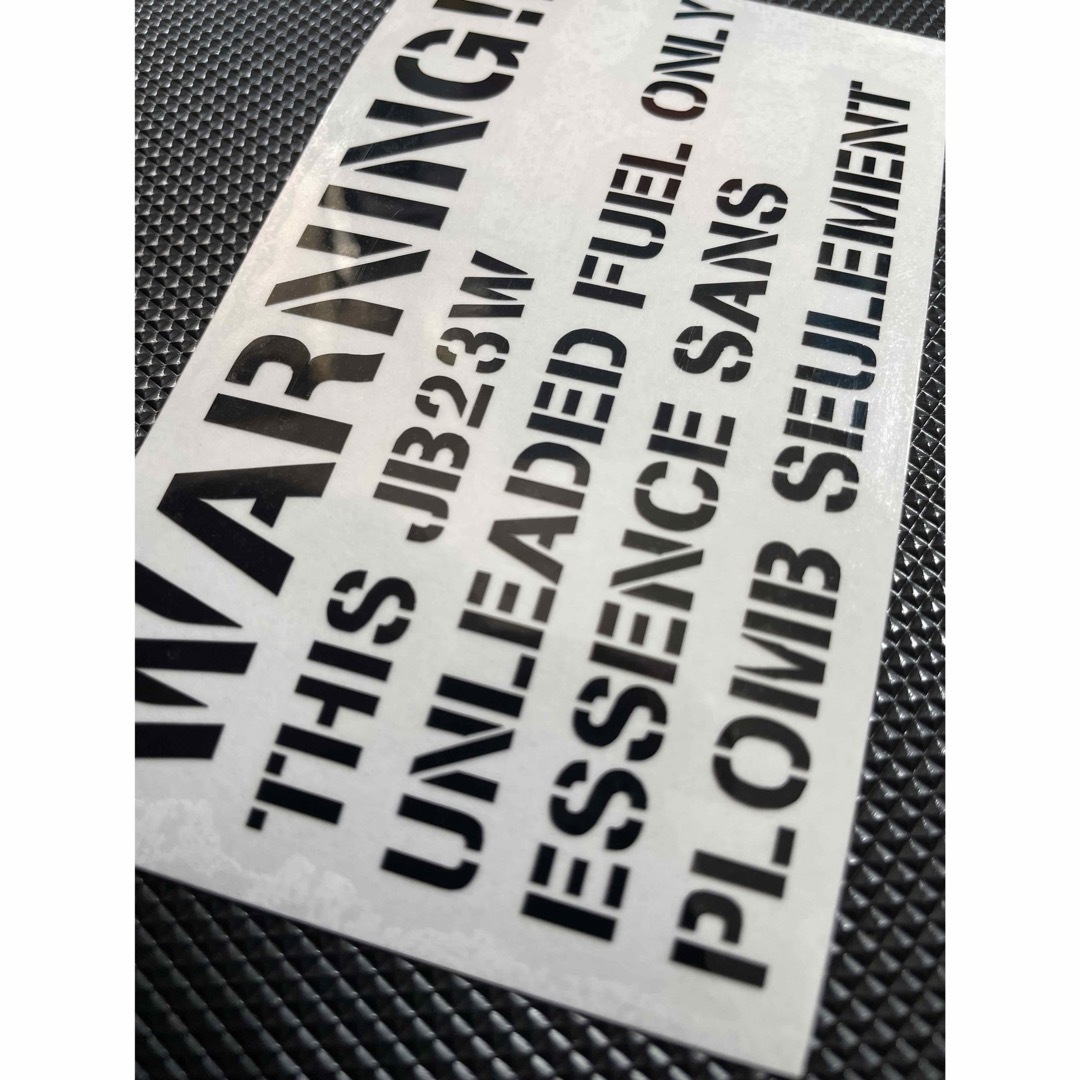 WARNING!!
THIS JB23W
UNLEADED FUEL ONLY
ESSENCE SANS
PLOMB SEULEMENT